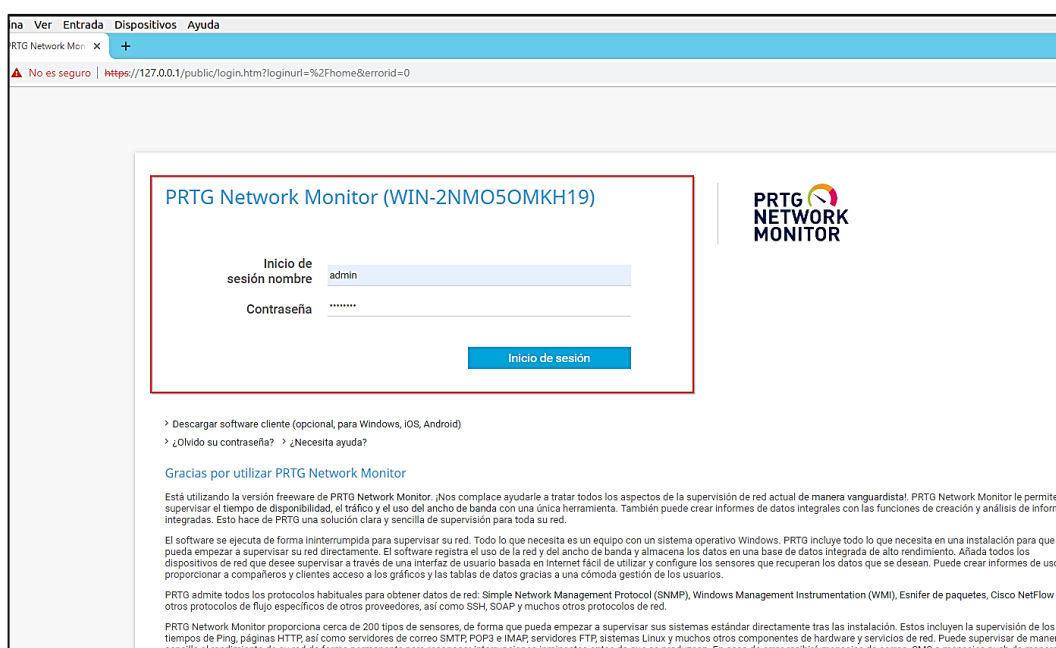 na Ver Entrada Dispositivos Ayuda
PRTG Network Mon × +
No es seguro | https://127.0.0.1/public/login.htm?loginurl=%2Fhome&errorid=0
PRTG Network Monitor (WIN-2NMO5OMKH19)
PRTG
NETWORK
MONITOR
Inicio de
sesión nombre admin
Contraseña ········
Inicio de sesión
> Descargar software cliente (opcional, para Windows, iOS, Android)
> ¿Olvido su contraseña? > ¿Necesita ayuda?
Gracias por utilizar PRTG Network Monitor
Está utilizando la versión freeware de PRTG Network Monitor. ¡Nos complace ayudarle a tratar todos los aspectos de la supervisión de red actual de manera vanguardista!. PRTG Network Monitor le permite
supervisar el tiempo de disponibilidad, el tráfico y el uso del ancho de banda con una única herramienta. También puede crear informes de datos integrales con las funciones de creación y análisis de inform
integradas. Esto hace de PRTG una solución clara y sencilla de supervisión para toda su red.
El software se ejecuta de forma ininterrumpida para supervisar su red. Todo lo que necesita es un equipo con un sistema operativo Windows. PRTG incluye todo lo que necesita en una instalación para que
pueda empezar a supervisar su red directamente. El software registra el uso de la red y del ancho de banda y almacena los datos en una base de datos integrada de alto rendimiento. Añada todos los
dispositivos de red que desee supervisar a través de una interfaz de usuario basada en Internet fácil de utilizar y configure los sensores que recuperan los datos que se desean. Puede crear informes de uso
proporcionar a compañeros y clientes acceso a los gráficos y las tablas de datos gracias a una cómoda gestión de los usuarios.
PRTG admite todos los protocolos habituales para obtener datos de red: Simple Network Management Protocol (SNMP), Windows Management Instrumentation (WMI), Esnifer de paquetes, Cisco NetFlow
otros protocolos de flujo específicos de otros proveedores, así como SSH, SOAP y muchos otros protocolos de red.
PRTG Network Monitor proporciona cerca de 200 tipos de sensores, de forma que pueda empezar a supervisar sus sistemas estándar directamente tras las instalación. Estos incluyen la supervisión de los
tiempos de Ping, páginas HTTP, así como servidores de correo SMTP, POP3 e IMAP, servidores FTP, sistemas Linux y muchos otros componentes de hardware y servicios de red. Puede supervisar de maner